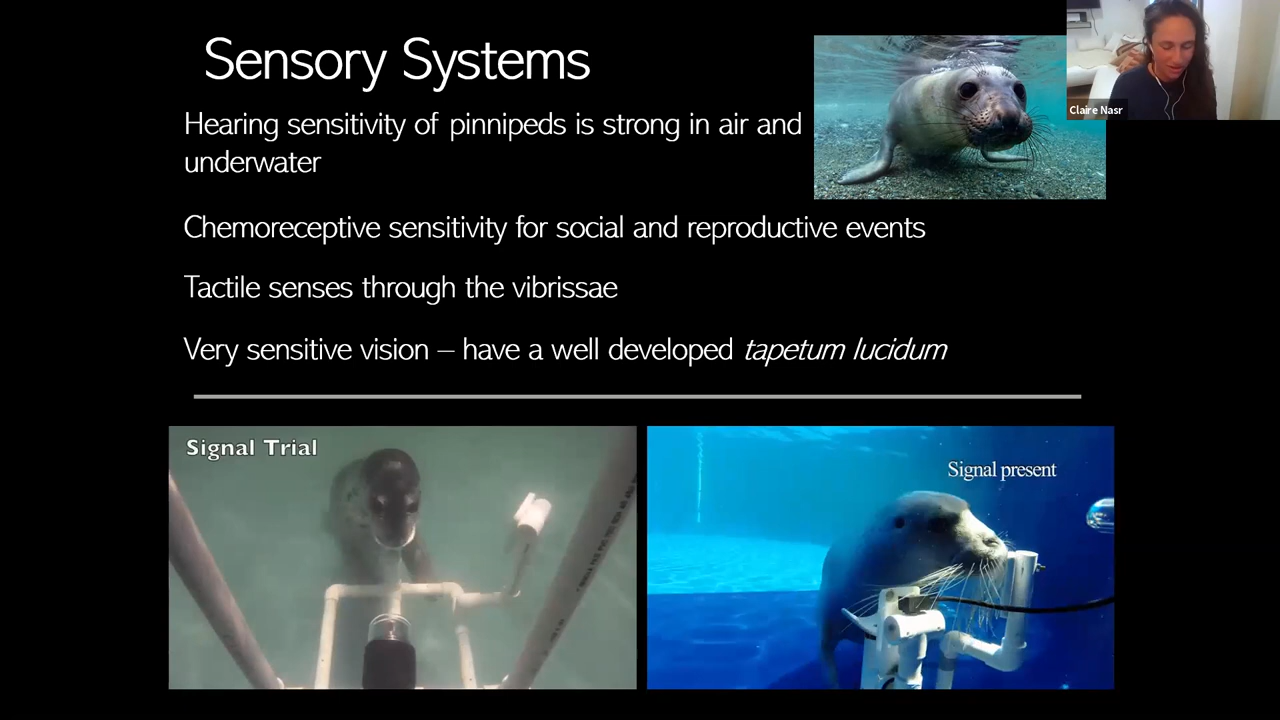 Sensory Systems
Claire Nasr
Hearing sensitivity of pinnipeds is strong in air and
underwater
Chemoreceptive sensitivity for social and reproductive events
Tactile senses through the vibrissae
Very sensitive vision – have a well developed tapetum lucidum
Signal Trial
Signal present